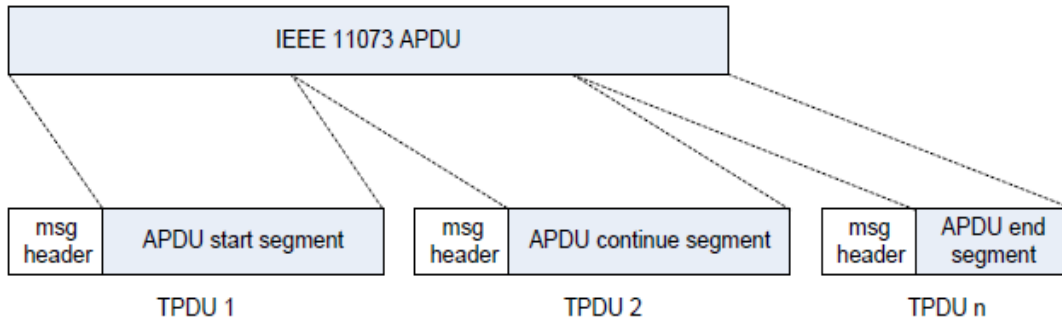 IEEE 11073 APDU
msg
header
APDU start segment
msg
header
APDU continue segment
msg
header
APDU end
segment
TPDU 1
TPDU 2
TPDU n